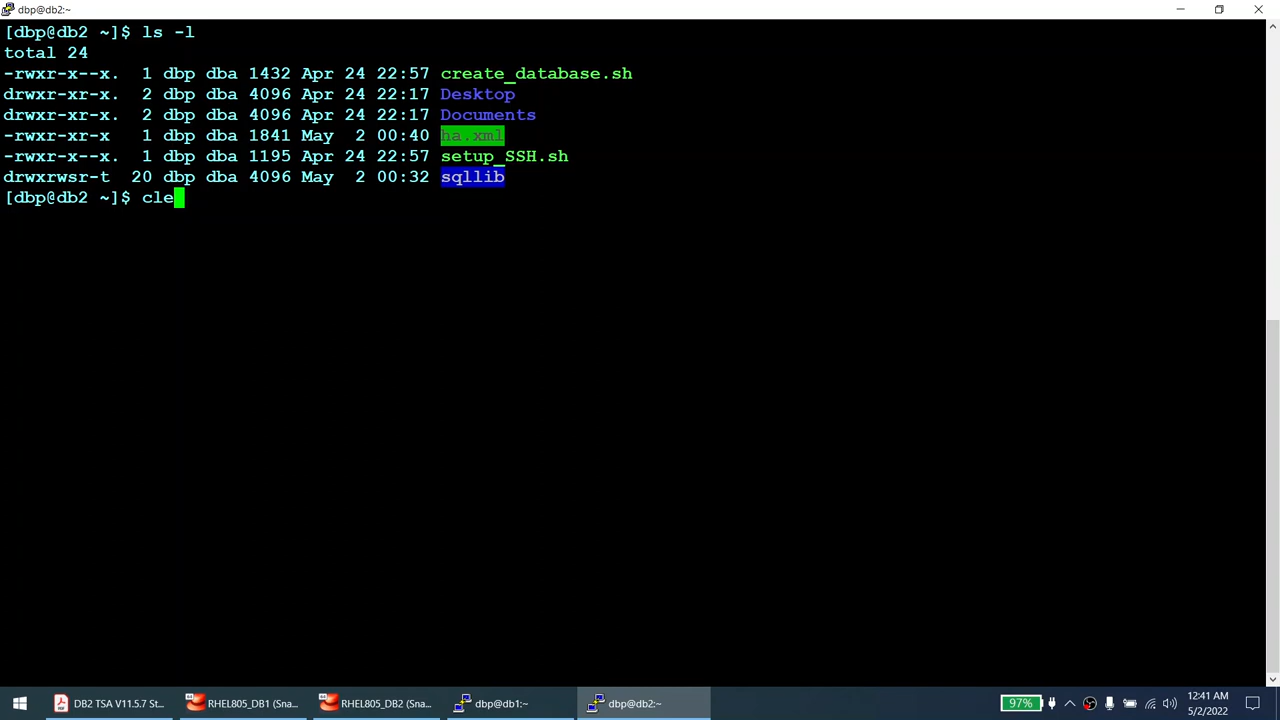 dbp@db2:~
[dbp@db2 ~]$ ls -l
total 24
-rwxr-x--x. 1 dbp dba 1432 Apr 24 22:57 create_database.sh
drwxr-xr-x. 2 dbp dba 4096 Apr 24 22:17 Desktop
drwxr-xr-x. 2 dbp dba 4096 Apr 24 22:17 Documents
-rwxr-xr-x 1 dbp dba 1841 May 2 00:40 ha.xml
-rwxr-x--x. 1 dbp dba 1195 Apr 24 22:57 setup_SSH.sh
drwxrwsr-t 20 dbp dba 4096 May 2 00:32 sqllib
[dbp@db2 ~]$ cle
DB2 TSA V11.5.7 St...
RHEL805_DB1 (Sna...
RHEL805_DB2 (Sna...
dbp@db1:~
dbp@db2:~
97%
12:41 AM
5/2/2022